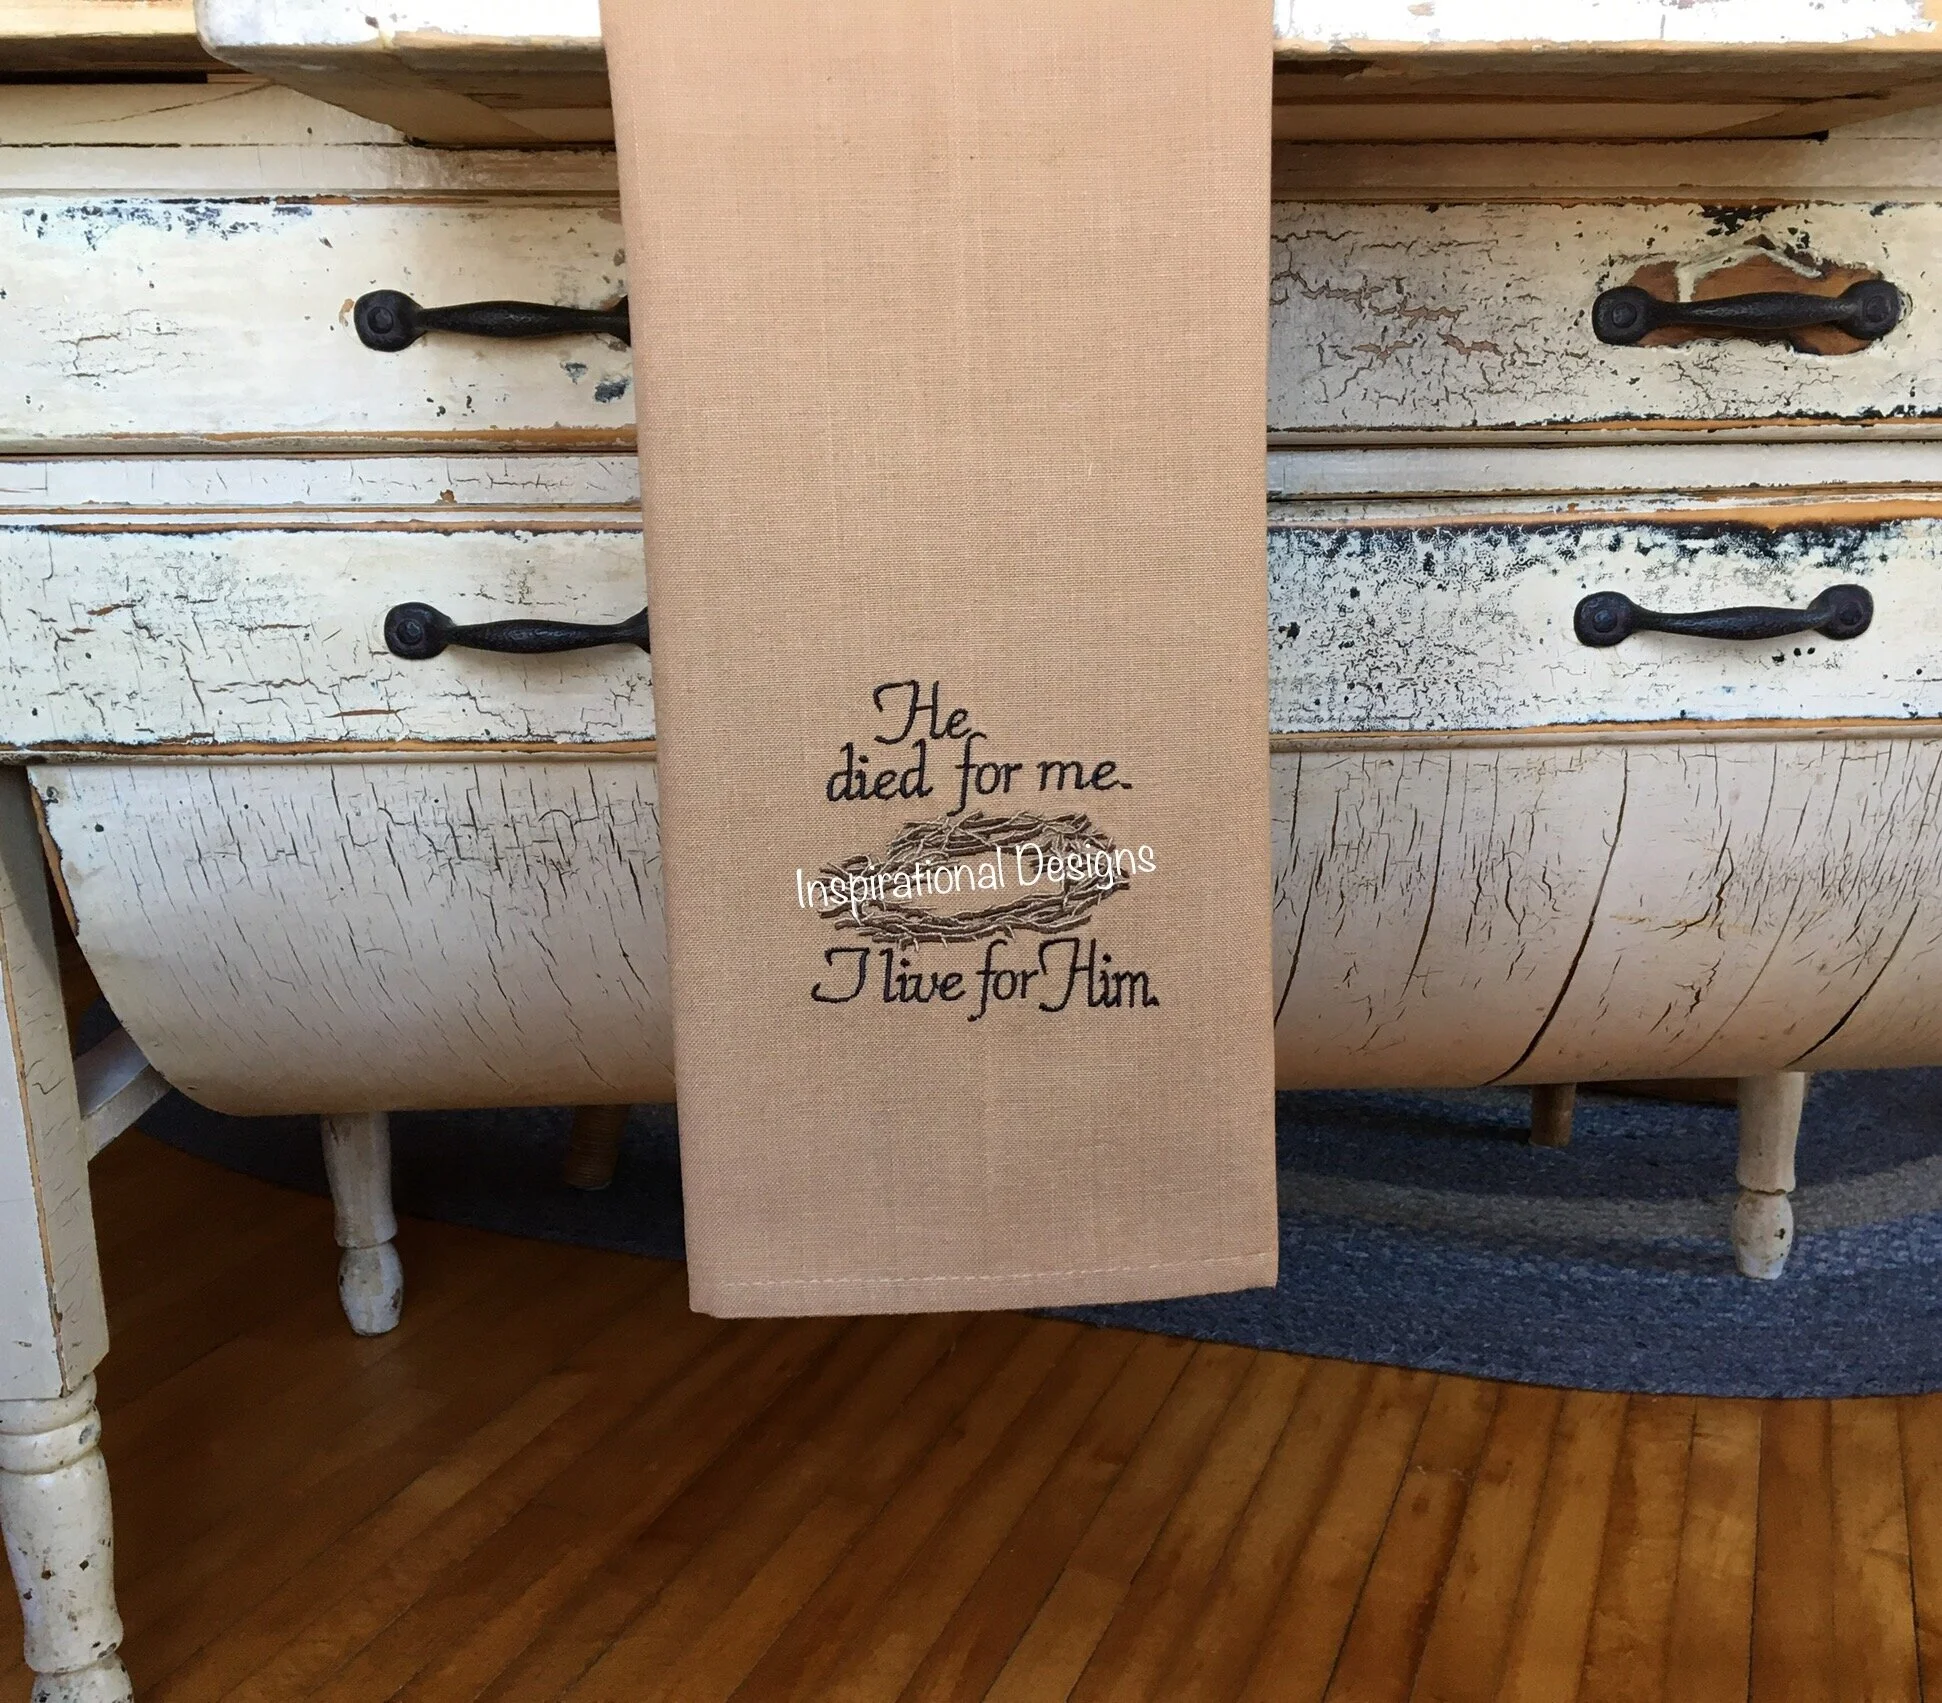 He
died for me.
Inspirational Designs
I live for Him.